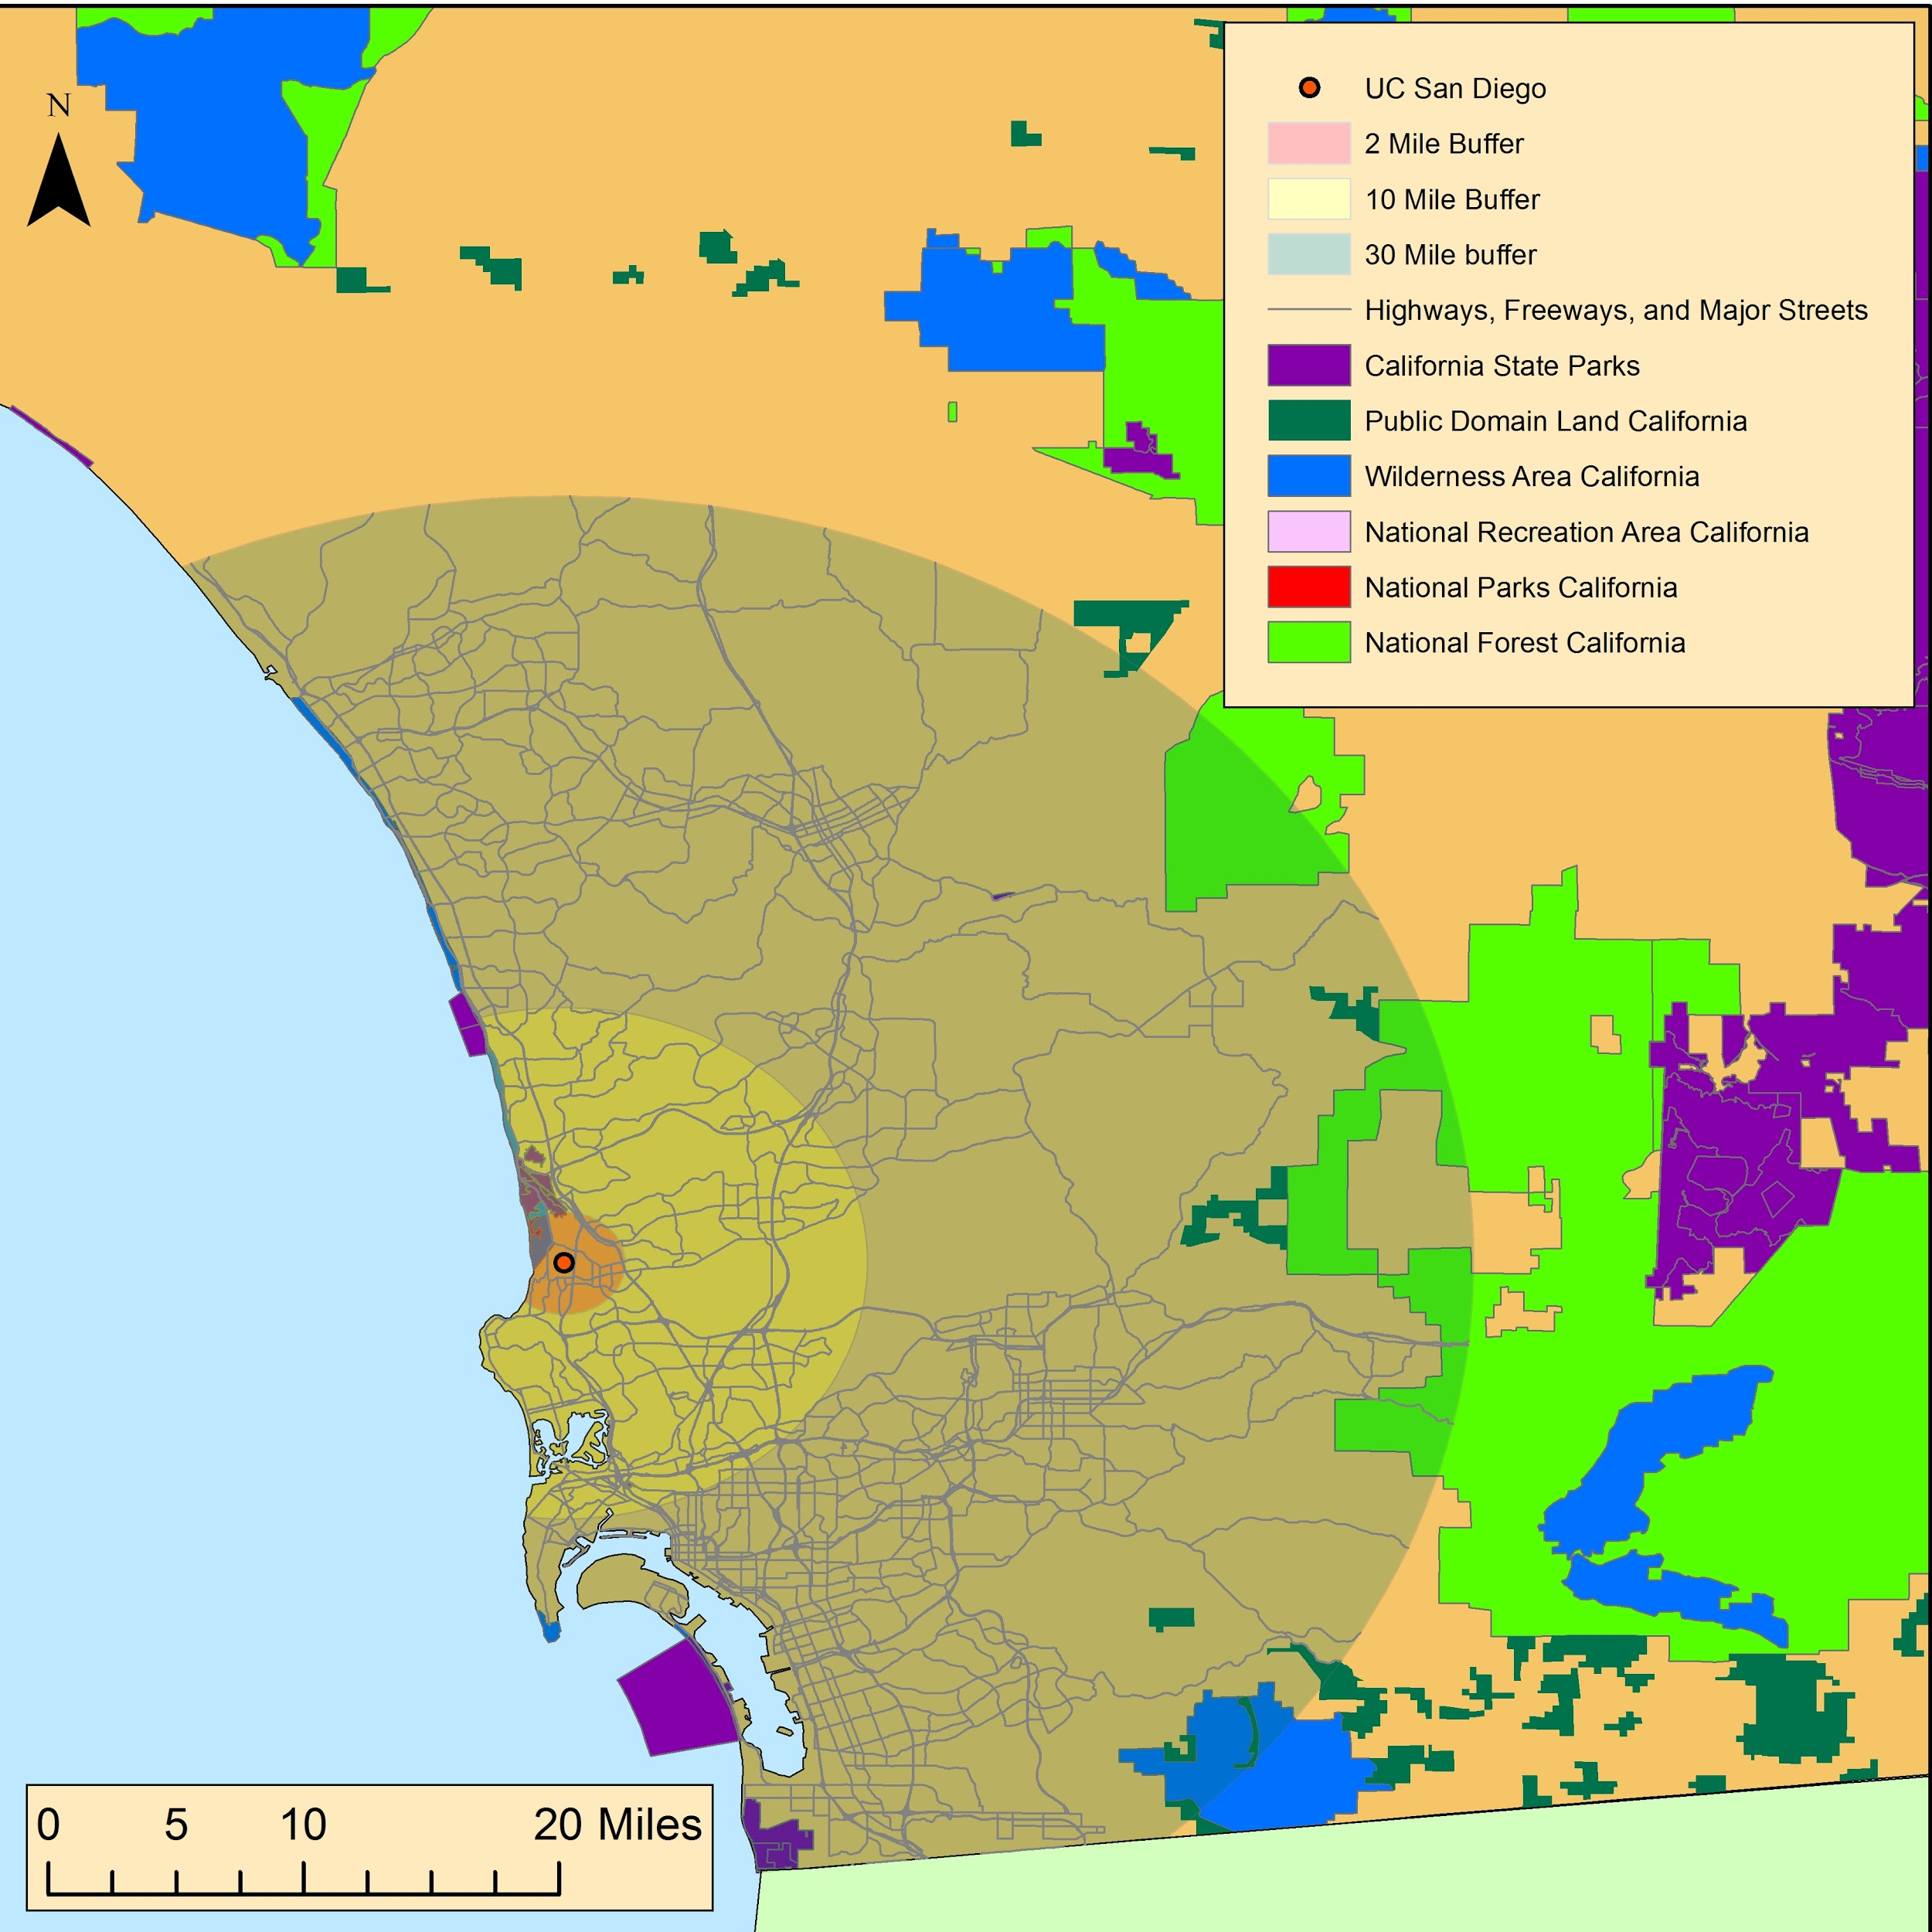 N
UC San Diego
2 Mile Buffer
10 Mile Buffer
30 Mile buffer
Highways, Freeways, and Major Streets
California State Parks
Public Domain Land California
Wilderness Area California
National Recreation Area California
National Parks California
National Forest California
0 5 10 20 Miles